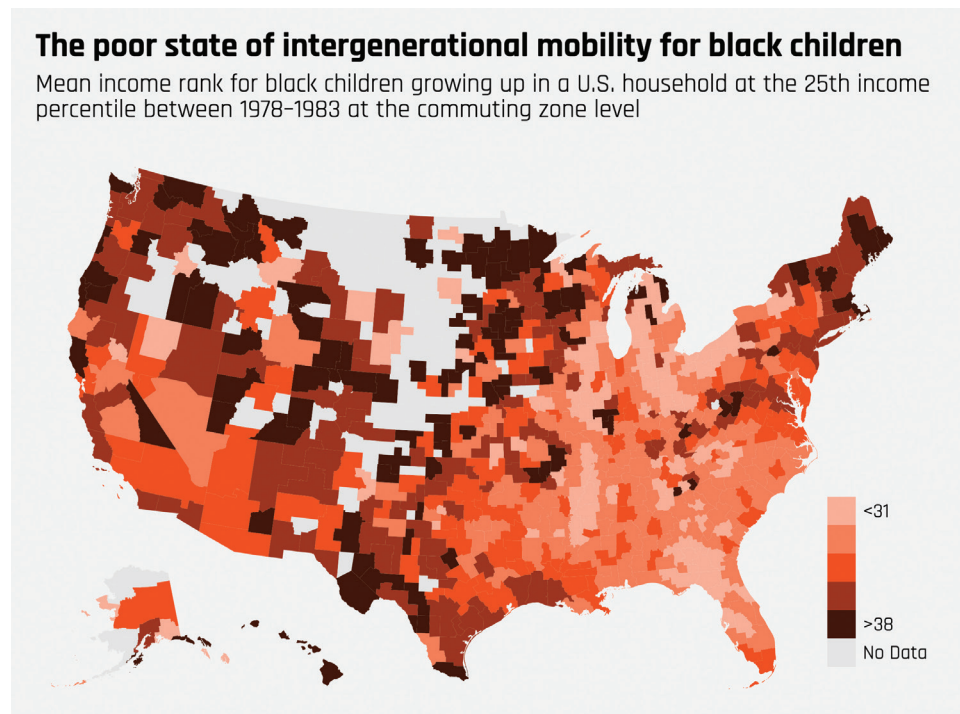 The poor state of intergenerational mobility for black children
Mean income rank for black children growing up in a U.S. household at the 25th income
percentile between 1978–1983 at the commuting zone level
<31
>38
No Data